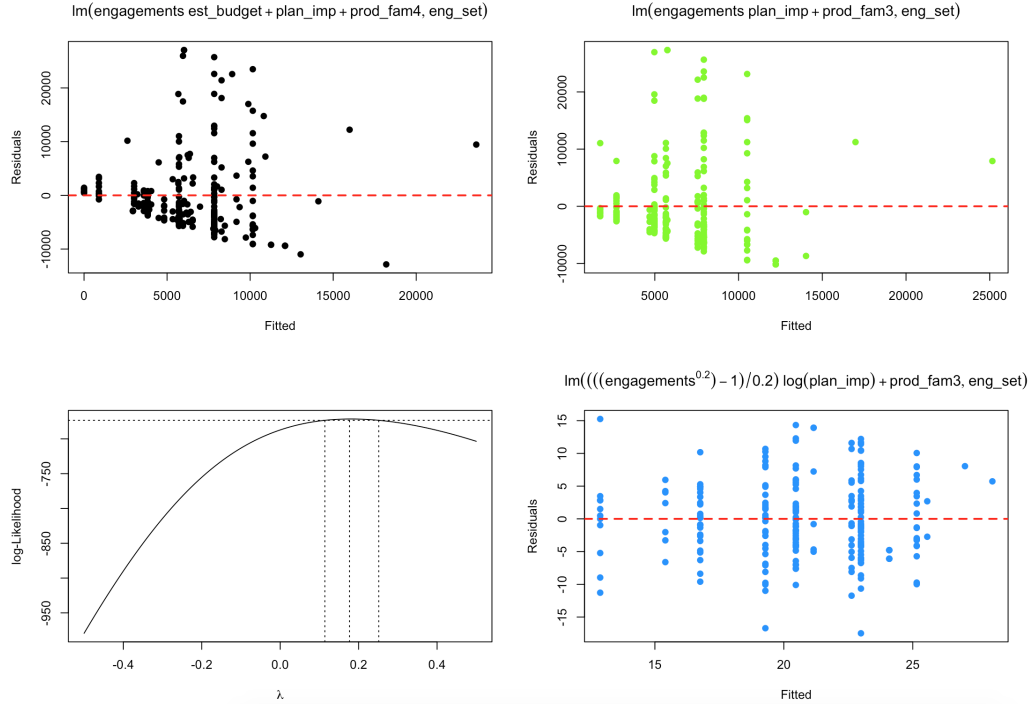 lm(engagements est_budget + plan_imp + prod_fam4, eng_set)
Residuals
20000
10000
0
-10000
0 5000 10000 15000 20000
Fitted
lm(engagements plan_imp + prod_fam3, eng_set)
Residuals
20000
10000
0
-10000
5000 10000 15000 20000 25000
Fitted
log-Likelihood
-750
-850
-950
-0.4 -0.2 0.0 0.2 0.4
λ
lm((((engagements^0.2) − 1)/0.2) log(plan_imp) + prod_fam3, eng_set)
Residuals
15
10
5
0
-5
-10
-15
15 20 25
Fitted